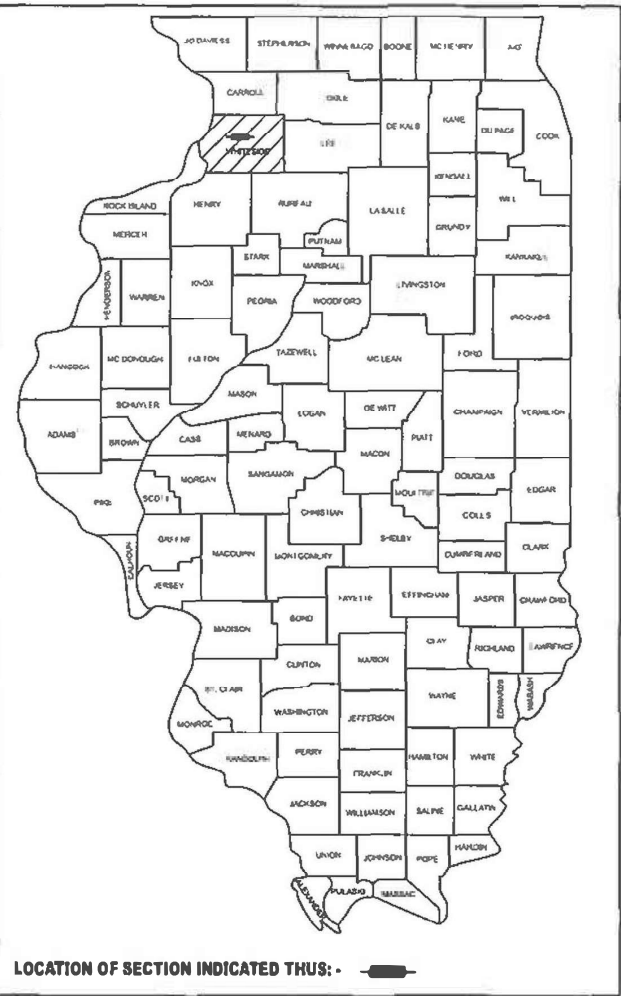 JO DAVIESS STEPHENSON WINNEBAGO BOONE MC HENRY
CARROLL OGLE DE KALB KANE DU PAGE COOK
WHITESIDE LEE
KENDALL WILL
ROCK ISLAND HENRY BUREAU LA SALLE GRUNDY
MERCER PUTNAM
STARK MARSHALL KANKAKEE
HENDERSON WARREN KNOX PEORIA WOODFORD LIVINGSTON IROQUOIS
HANCOCK MC DONOUGH FULTON TAZEWELL MC LEAN FORD
SCHUYLER MASON LOGAN DE WITT CHAMPAIGN VERMILION
ADAMS BROWN CASS MENARD MACON PIATT
PIKE SCOTT MORGAN SANGAMON MOULTRIE DOUGLAS EDGAR
CHRISTIAN COLES
CALHOUN GREENE MACOUPIN MONTGOMERY SHELBY CUMBERLAND CLARK
JERSEY FAYETTE EFFINGHAM JASPER CRAWFORD
MADISON BOND CLAY RICHLAND LAWRENCE
CLINTON MARION
ST. CLAIR WAYNE EDWARDS WABASH
MONROE WASHINGTON JEFFERSON
RANDOLPH PERRY HAMILTON WHITE
FRANKLIN
JACKSON WILLIAMSON SALINE GALLATIN
UNION JOHNSON POPE HARDIN
ALEXANDER PULASKI MASSAC
LOCATION OF SECTION INDICATED THUS: -